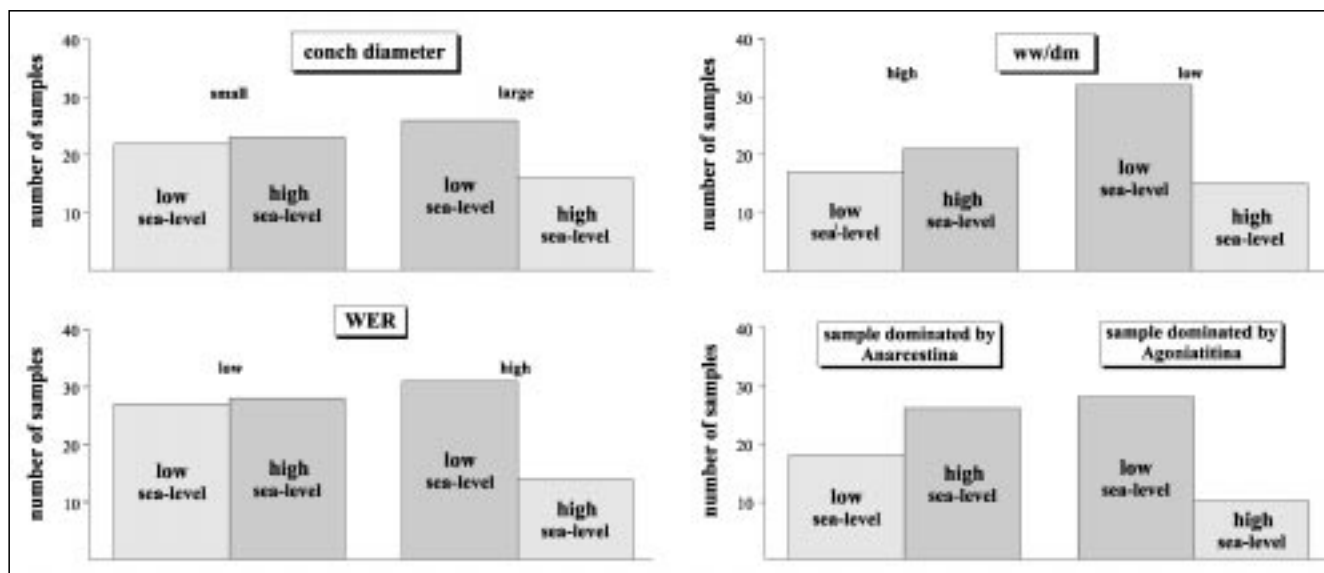 conch diameter
number of samples
40
30
20
10
small
large
low
sea-level
high
sea-level
low
sea-level
high
sea-level
ww/dm
number of samples
40
30
20
10
high
low
low
sea-level
high
sea-level
low
sea-level
high
sea-level
WER
number of samples
40
30
20
10
low
high
low
sea-level
high
sea-level
low
sea-level
high
sea-level
number of samples
40
30
20
10
sample dominated by
Anarcestina
sample dominated by
Agoniatitina
low
sea-level
high
sea-level
low
sea-level
high
sea-level